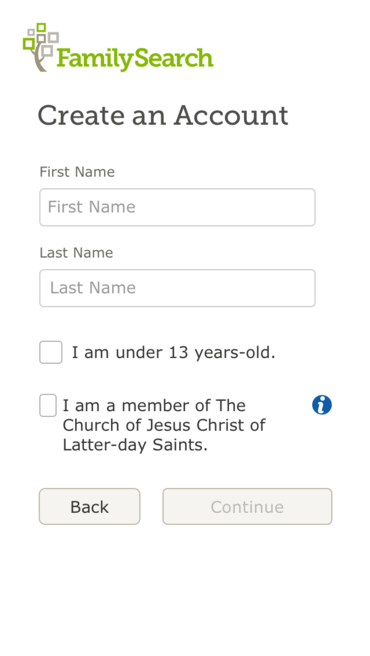 FamilySearch
Create an Account
First Name
First Name
Last Name
Last Name
I am under 13 years-old.
I am a member of The
Church of Jesus Christ of
Latter-day Saints.
i
Back
Continue